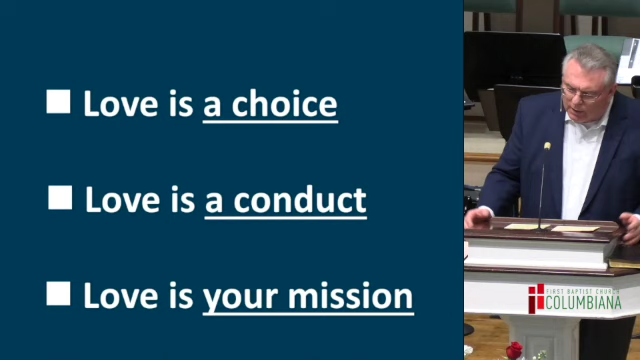 Love is a choice
Love is a conduct
Love is your mission
FIRST BAPTIST CHURCH
COLUMBIANA